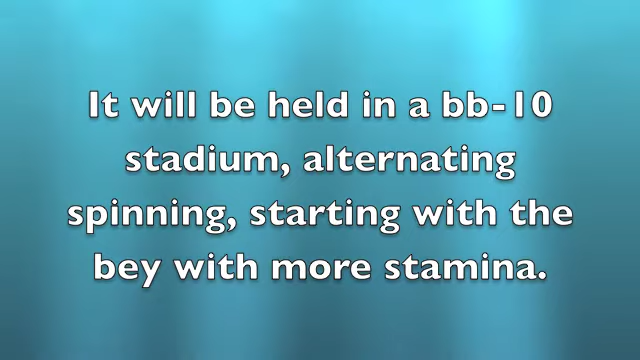 It will be held in a bb-10
stadium, alternating
spinning, starting with the
bey with more stamina.